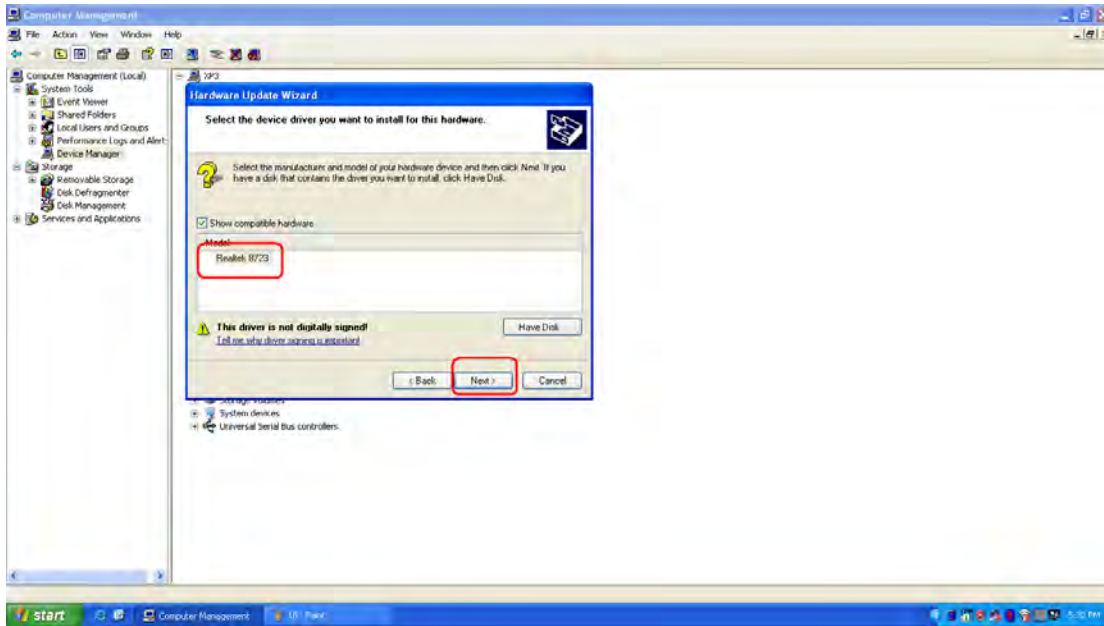 Computer Management
File Action View Window Help
Computer Management (Local)
System Tools
Event Viewer
Shared Folders
Local Users and Groups
Performance Logs and Alert
Device Manager
Storage
Removable Storage
Disk Defragmenter
Disk Management
Services and Applications
XP3
Hardware Update Wizard
Select the device driver you want to install for this hardware.
Select the manufacturer and model of your hardware device and then click Next. If you
have a disk that contains the driver you want to install, click Have Disk.
Show compatible hardware
Model
Realtek 8723
This driver is not digitally signed!
Tell me why driver signing is important
Have Disk
< Back
Next >
Cancel
Storage volumes
System devices
Universal Serial Bus controllers
start
Computer Management
Paint